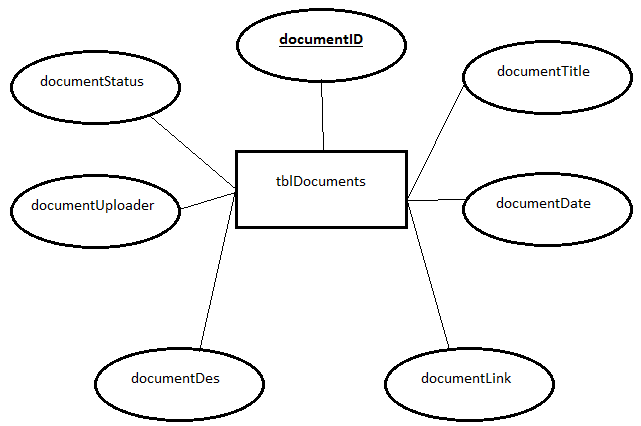 documentID
documentStatus
documentTitle
tblDocuments
documentUploader
documentDate
documentDes
documentLink